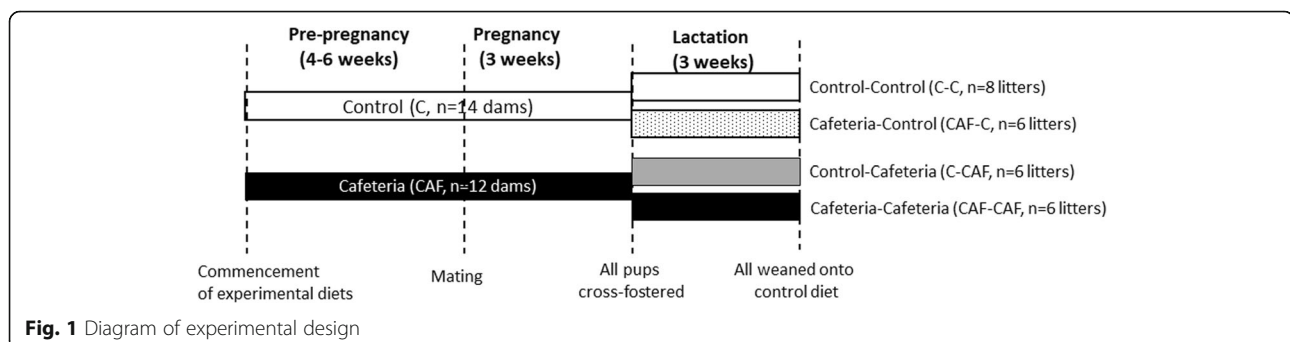 Pre-pregnancy
(4-6 weeks)
Pregnancy
(3 weeks)
Lactation
(3 weeks)
Control (C, n=14 dams)
Control-Control (C-C, n=8 litters)
Cafeteria-Control (CAF-C, n=6 litters)
Cafeteria (CAF, n=12 dams)
Control-Cafeteria (C-CAF, n=6 litters)
Cafeteria-Cafeteria (CAF-CAF, n=6 litters)
Commencement
of experimental diets
Mating
All pups
cross-fostered
All weaned onto
control diet
Fig. 1 Diagram of experimental design